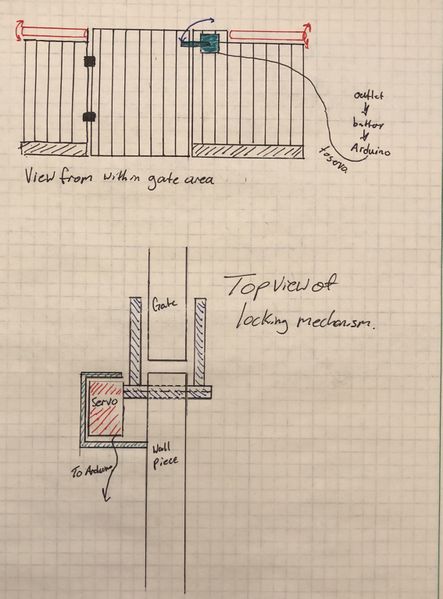 outlet
battery
Arduino
to servo
View from within gate area
Top view of
locking mechanism.
Gate
Servo
Wall
Piece
To Arduino